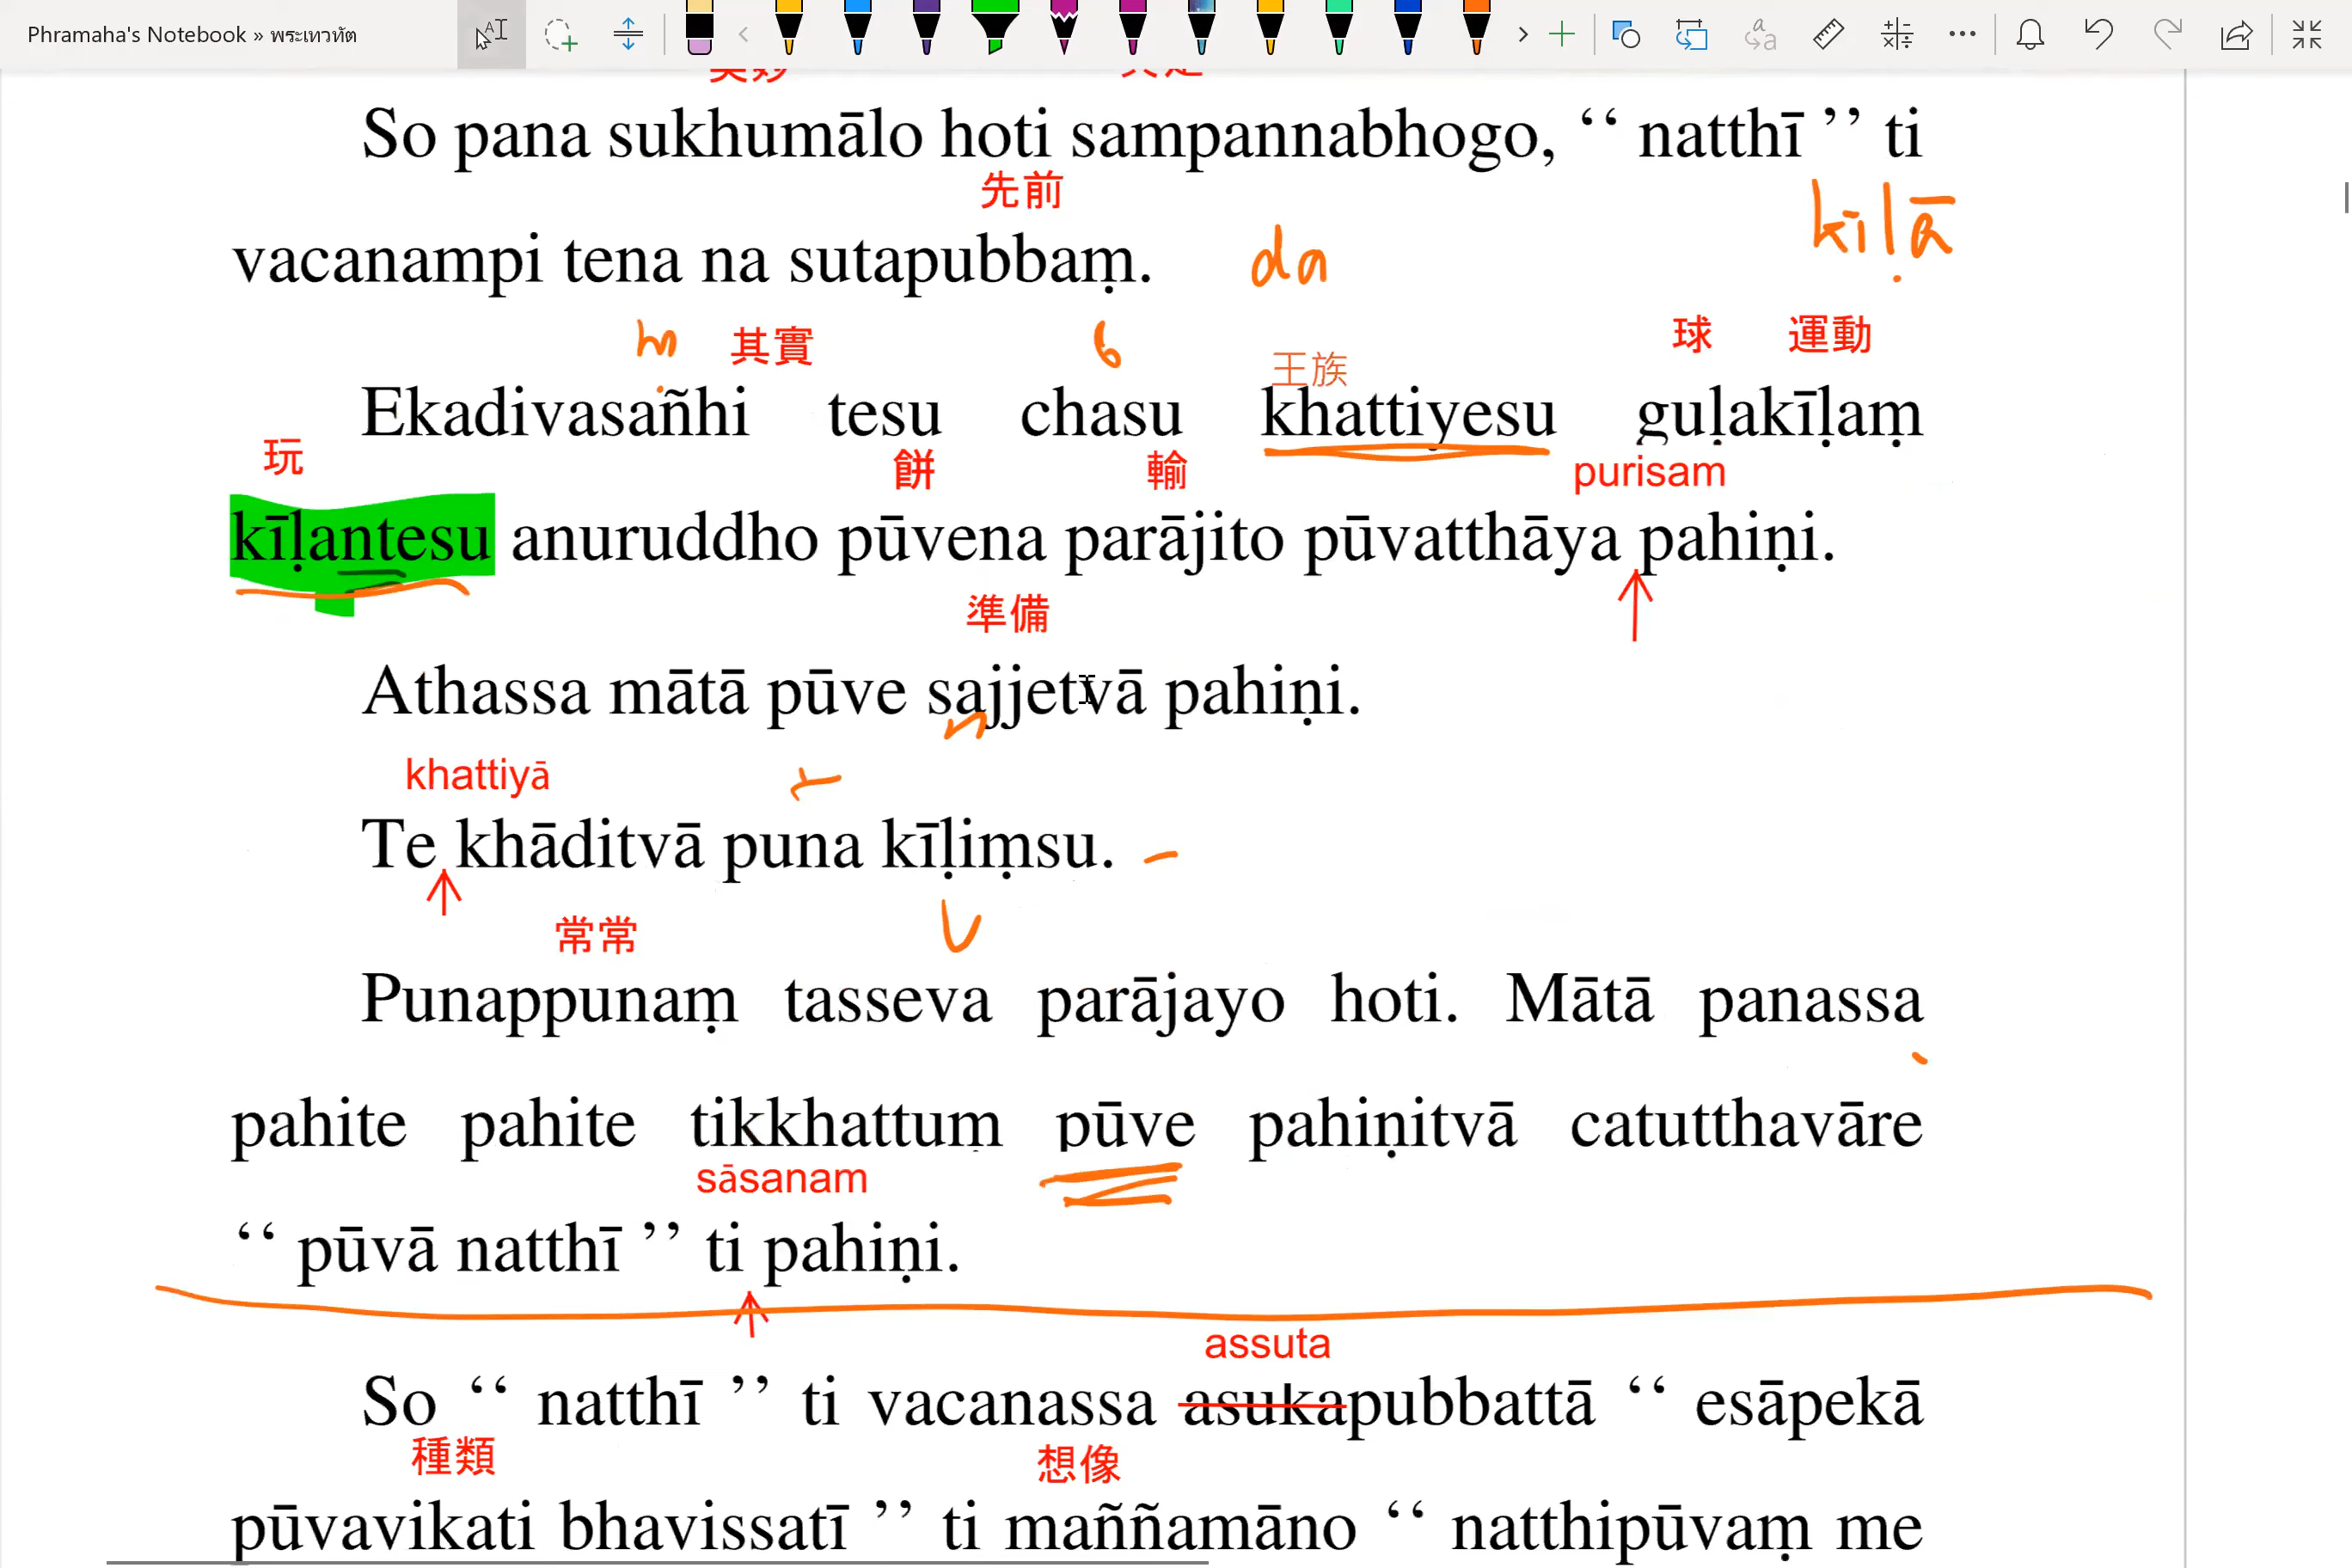 Phramaha's Notebook » พระเทวทัต
So pana sukhumālo hoti sampannabhogo, ‘‘ natthī ’’ ti
先前
kīḷā
vacanampi tena na sutapubbaṃ.
da
ṃ 其實 6 王族 球 運動
Ekadivasañhi tesu chasu khattiyesu guḷakīḷaṃ
玩 餅 輸 purisam
kīḷantesu anuruddho pūvena parājito pūvatthāya pahiṇi.
準備
Athassa mātā pūve sajjetvā pahiṇi.
khattiyā
Te khāditvā puna kīḷiṃsu.
常常
Punappunaṃ tasseva parājayo hoti. Mātā panassa
pahite pahite tikkhattuṃ pūve pahiṇitvā catutthavāre
sāsanam
‘‘ pūvā natthī ’’ ti pahiṇi.
assuta
So ‘‘ natthī ’’ ti vacanassa asukapubbattā ‘‘ esāpekā
種類 想像
pūvavikati bhavissatī ’’ ti maññamāno ‘‘ natthipūvaṃ me